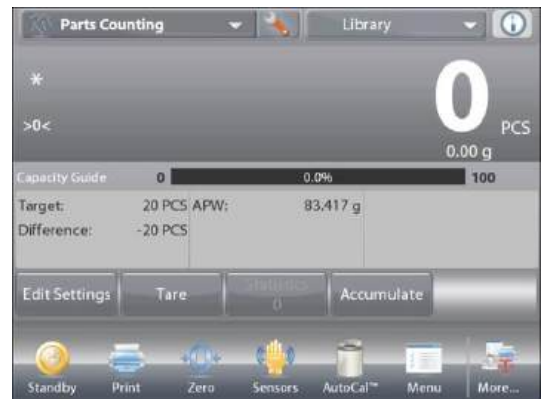 Parts Counting Library
*
>0<
0 PCS
0.00 g
Capacity Guide 0 0.0% 100
Target: 20 PCS APW: 83.417 g
Difference: -20 PCS
Edit Settings Tare Statistics Accumulate
0
Standby Print Zero Sensors AutoCal™ Menu More...